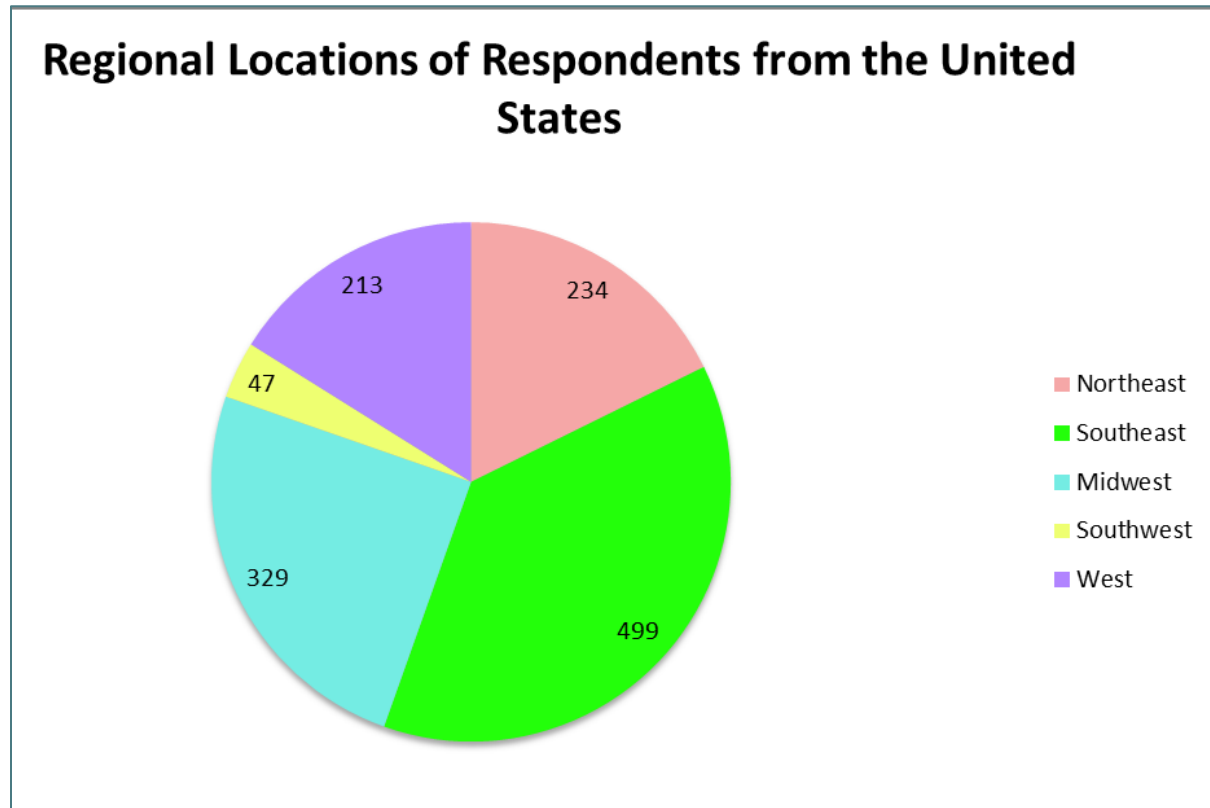 Regional Locations of Respondents from the United
States
213
234
47
329
499
Northeast
Southeast
Midwest
Southwest
West